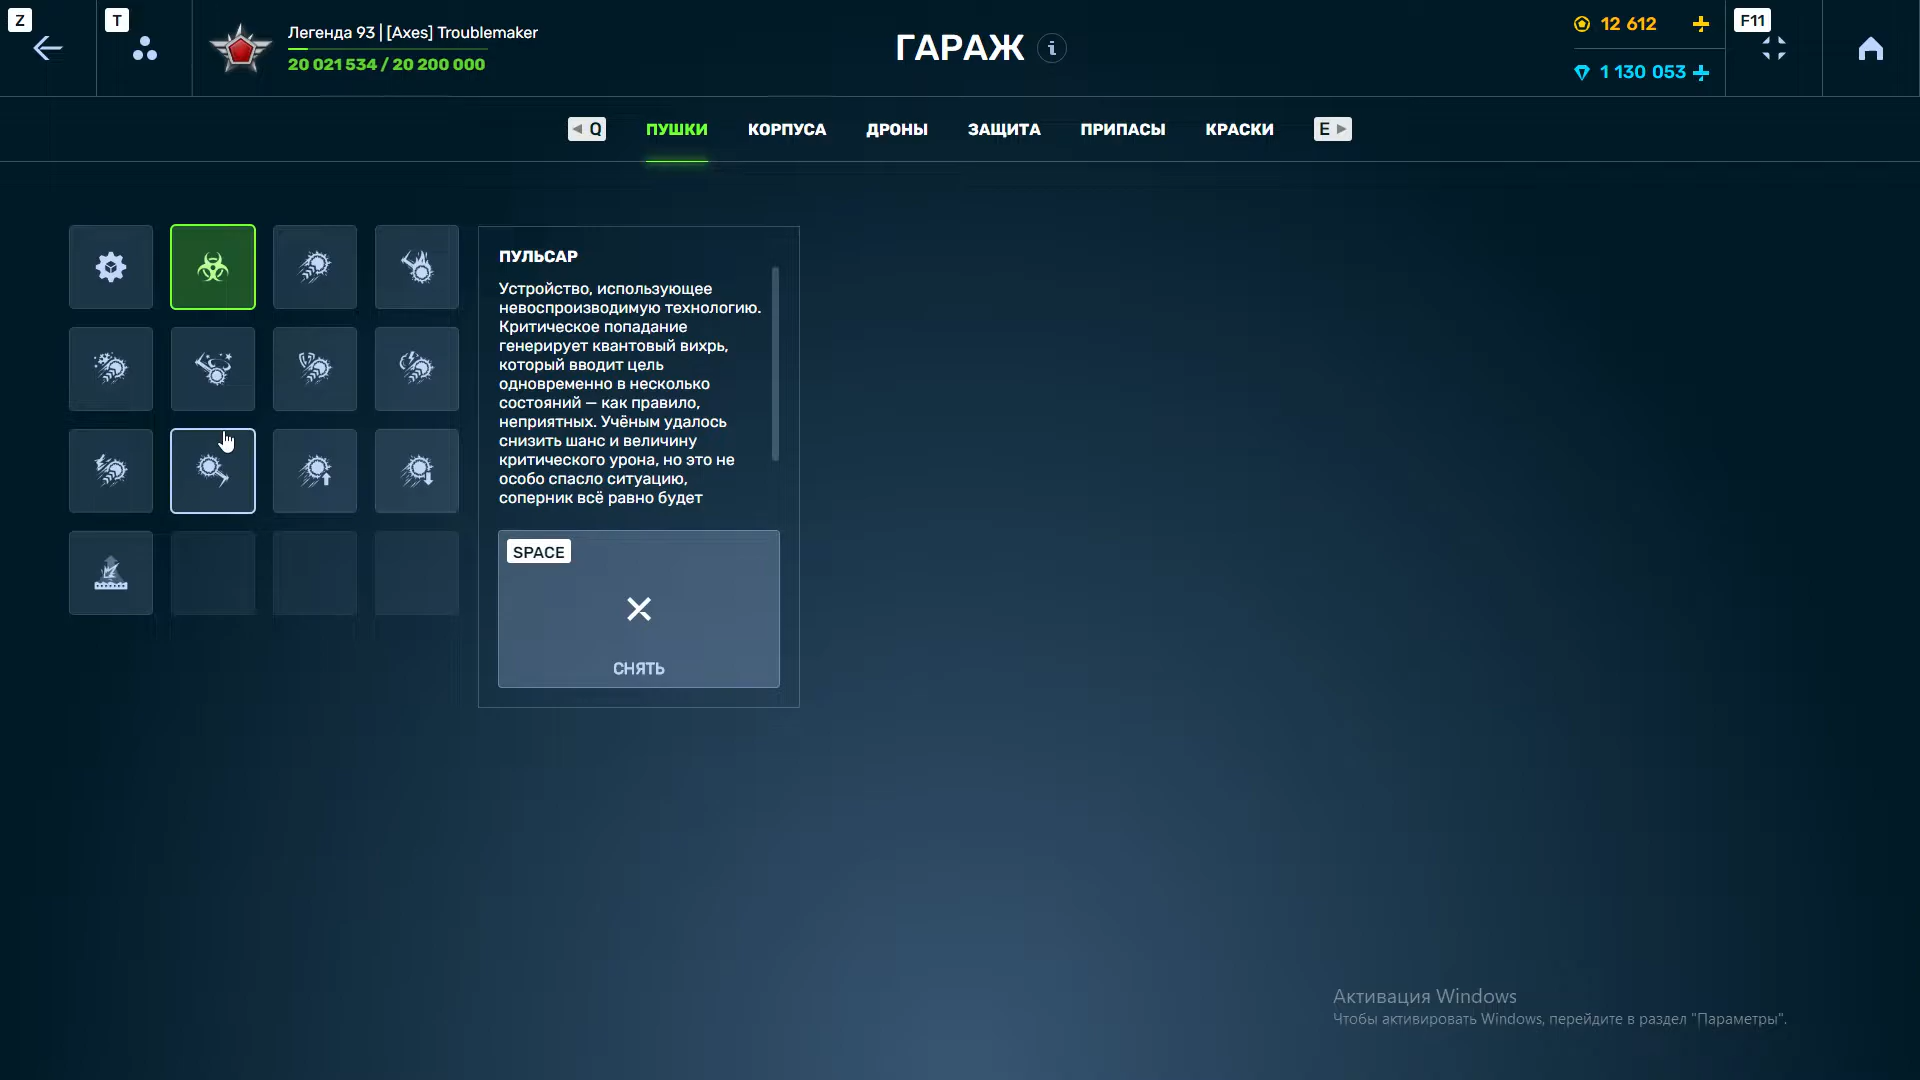 Z
T
Легенда 93 | [Axes] Troublemaker
20 021 534 / 20 200 000
ГАРАЖ
i
12 612
1 130 053
F11
Q
ПУШКИ
КОРПУСА
ДРОНЫ
ЗАЩИТА
ПРИПАСЫ
КРАСКИ
E
ПУЛЬСАР
Устройство, использующее
невоспроизводимую технологию.
Критическое попадание
генерирует квантовый вихрь,
который вводит цель
одновременно в несколько
состояний — как правило,
неприятных. Учёным удалось
снизить шанс и величину
критического урона, но это не
особо спасло ситуацию,
соперник всё равно будет
SPACE
СНЯТЬ
Активация Windows
Чтобы активировать Windows, перейдите в раздел "Параметры".